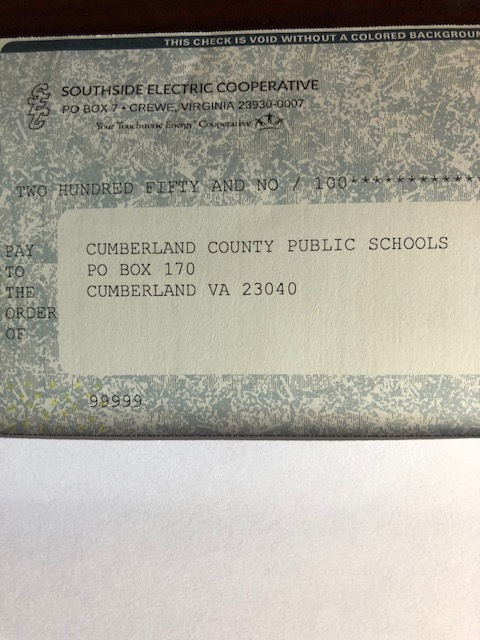 THIS CHECK IS VOID WITHOUT A COLORED BACKGROUN
SEC
SOUTHSIDE ELECTRIC COOPERATIVE
PO BOX 7 • CREWE, VIRGINIA 23930-0007
Your Touchstone Energy® Cooperative
TWO HUNDRED FIFTY AND NO / 100************
PAY TO THE ORDER OF
CUMBERLAND COUNTY PUBLIC SCHOOLS
PO BOX 170
CUMBERLAND VA 23040
99999